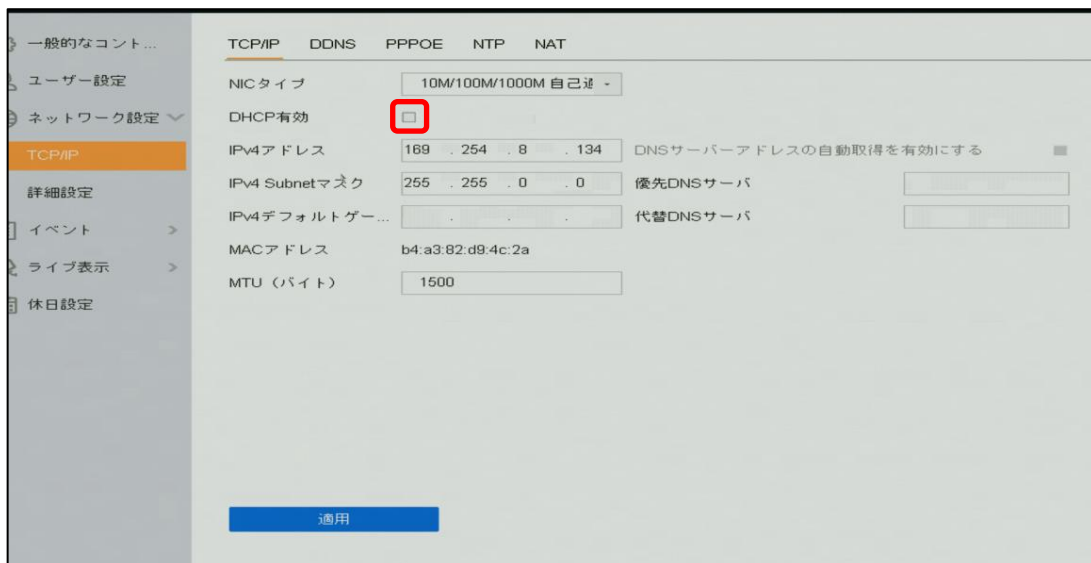 一般的なコント...
ユーザー設定
ネットワーク設定
TCP/IP
詳細設定
イベント
ライブ表示
休日設定
TCP/IP DDNS PPPOE NTP NAT
NICタイプ 10M/100M/1000M 自己適
DHCP有効
IPv4アドレス 169 . 254 . 8 . 134 DNSサーバーアドレスの自動取得を有効にする
IPv4 Subnetマスク 255 . 255 . 0 . 0 優先DNSサーバ
IPv4デフォルトゲー... . . . 代替DNSサーバ
MACアドレス b4:a3:82:d9:4c:2a
MTU（バイト） 1500
適用